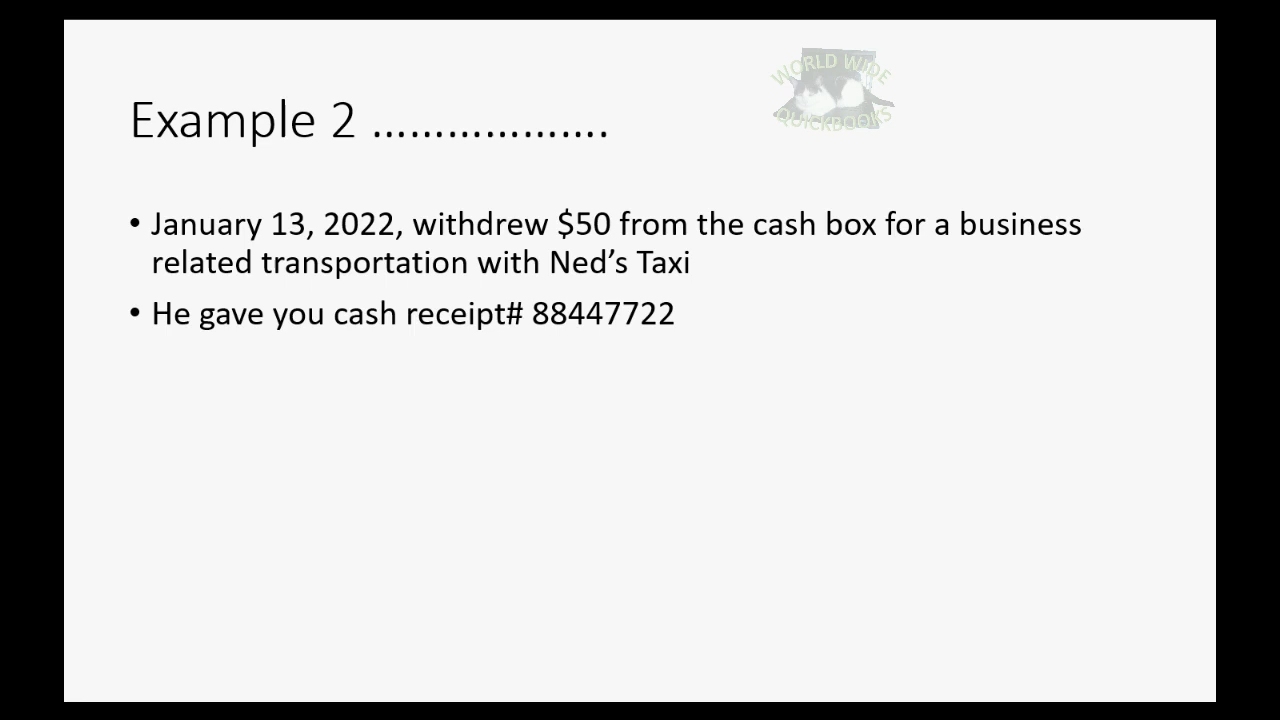 WORLD WIDE
QUICKBOOKS
Example 2 ………………….
• January 13, 2022, withdrew $50 from the cash box for a business
related transportation with Ned’s Taxi
• He gave you cash receipt# 88447722